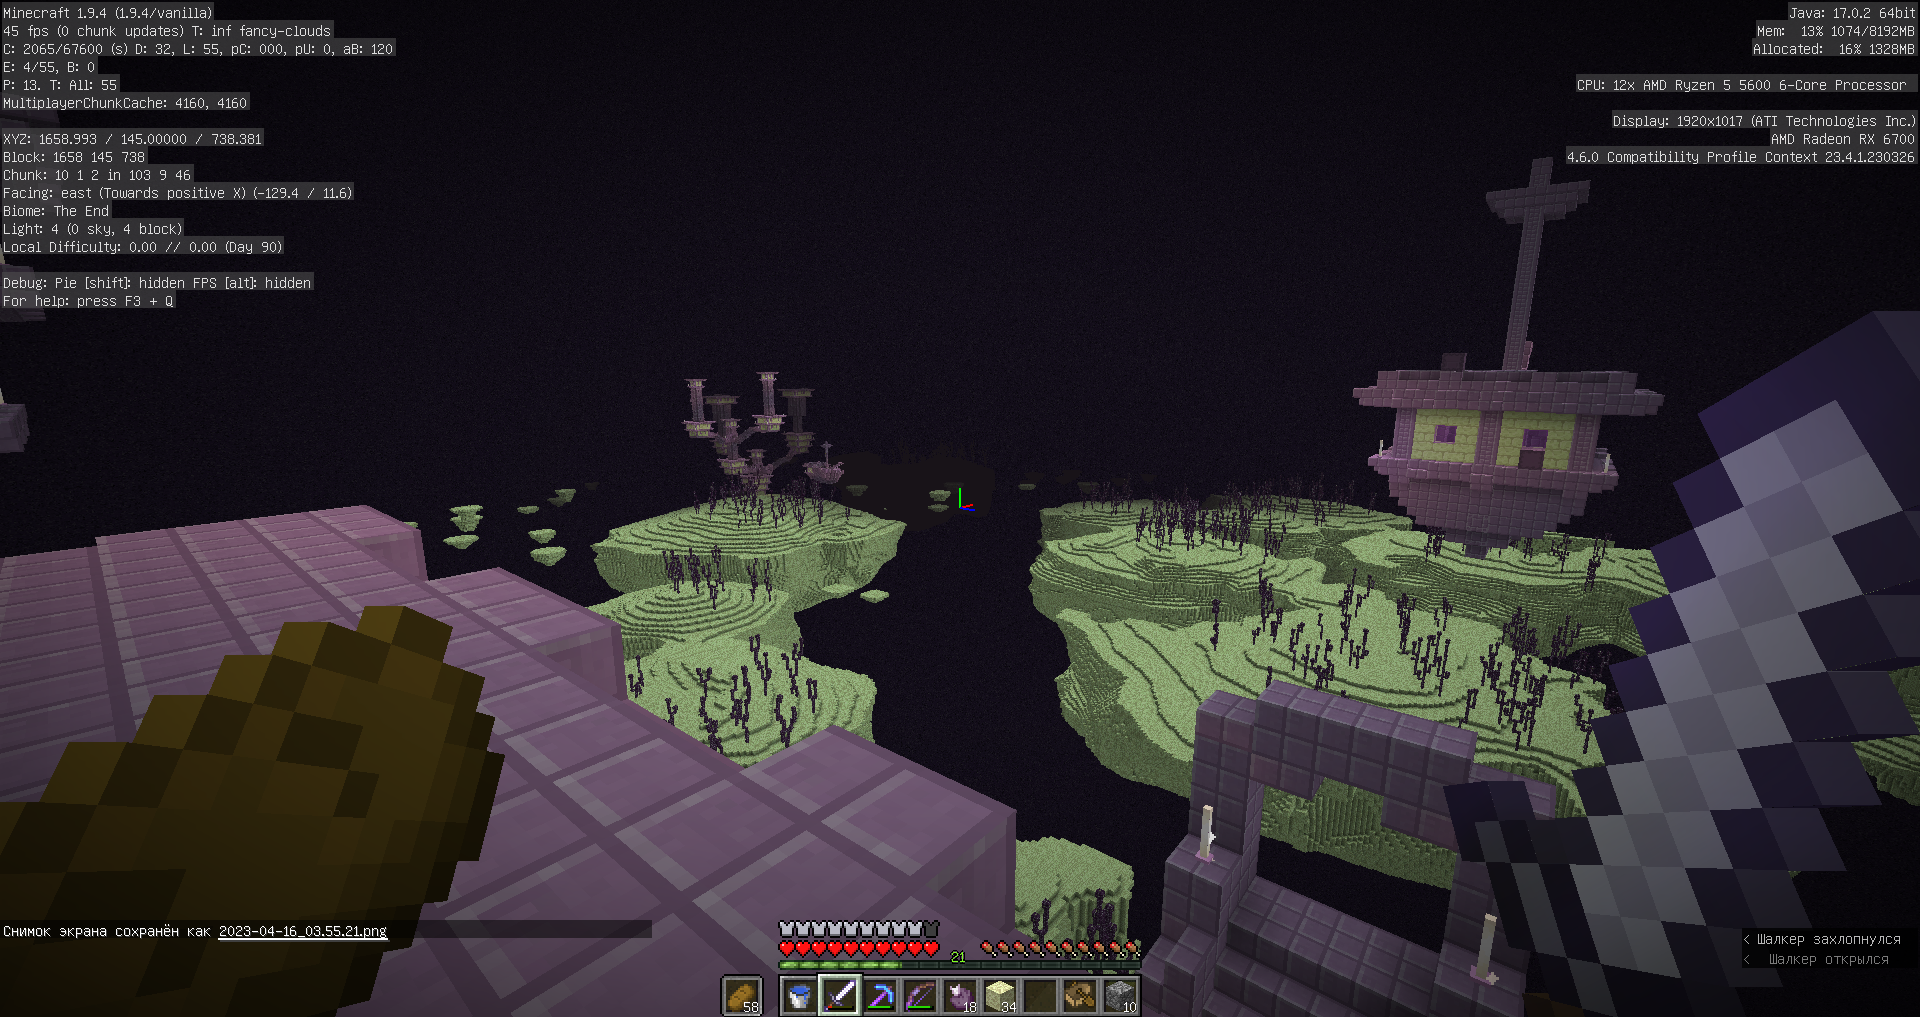 Minecraft 1.9.4 (1.9.4/vanilla)
45 fps (0 chunk updates) T: inf fancy-clouds
C: 2065/67600 (s) D: 32, L: 55, pC: 000, pU: 0, aB: 120
E: 4/55, B: 0
P: 13. T: All: 55
MultiplayerChunkCache: 4160, 4160
XYZ: 1658.993 / 145.00000 / 738.381
Block: 1658 145 738
Chunk: 10 1 2 in 103 9 46
Facing: east (Towards positive X) (-129.4 / 11.6)
Biome: The End
Light: 4 (0 sky, 4 block)
Local Difficulty: 0.00 // 0.00 (Day 90)
Debug: Pie [shift]: hidden FPS [alt]: hidden
For help: press F3 + Q
Java: 17.0.2 64bit
Mem: 13% 1074/8192MB
Allocated: 16% 1328MB
CPU: 12x AMD Ryzen 5 5600 6-Core Processor
Display: 1920x1017 (ATI Technologies Inc.)
AMD Radeon RX 6700
4.6.0 Compatibility Profile Context 23.4.1.230326
Снимок экрана сохранён как 2023-04-16_03.55.21.png
< Шалкер захлопнулся
< Шалкер открылся
21
58
18
34
10